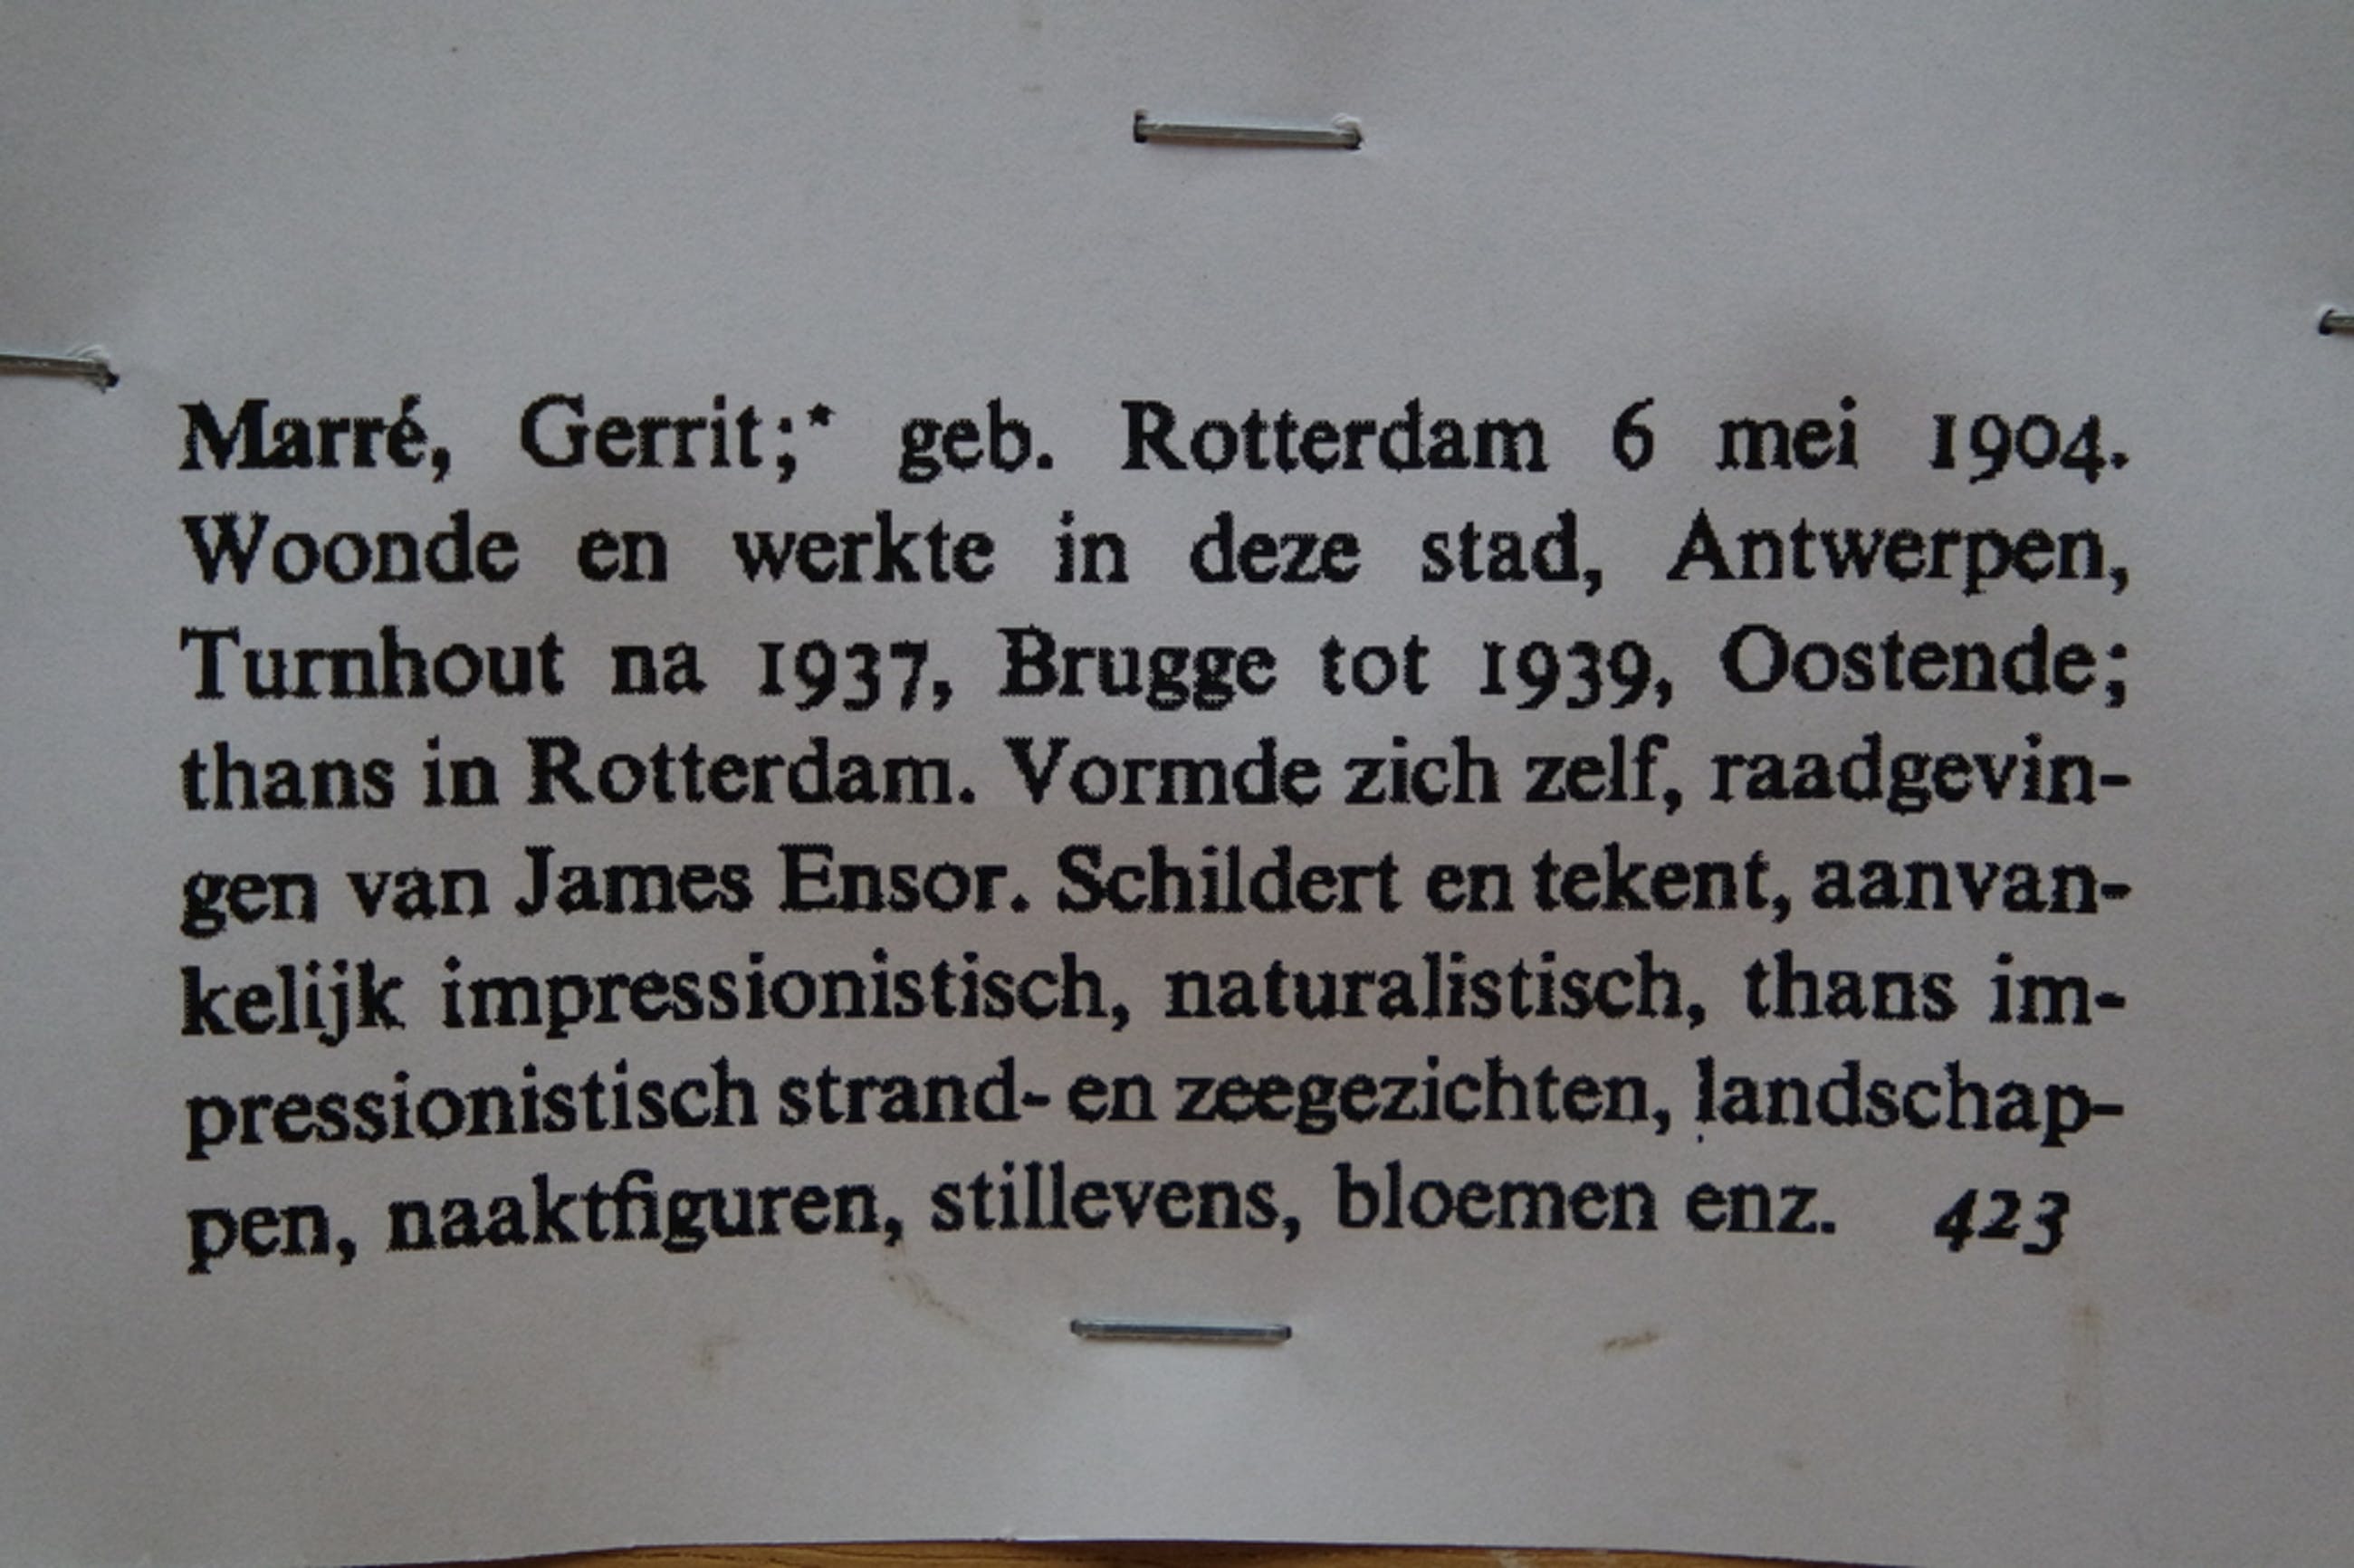 Marré, Gerrit;* geb. Rotterdam 6 mei 1904.
Woonde en werkte in deze stad, Antwerpen,
Turnhout na 1937, Brugge tot 1939, Oostende;
thans in Rotterdam. Vormde zich zelf, raadgevin-
gen van James Ensor. Schildert en tekent, aanvan-
kelijk impressionistisch, naturalistisch, thans im-
pressionistisch strand- en zeegezichten, landschap-
pen, naaktfiguren, stillevens, bloemen enz. 423